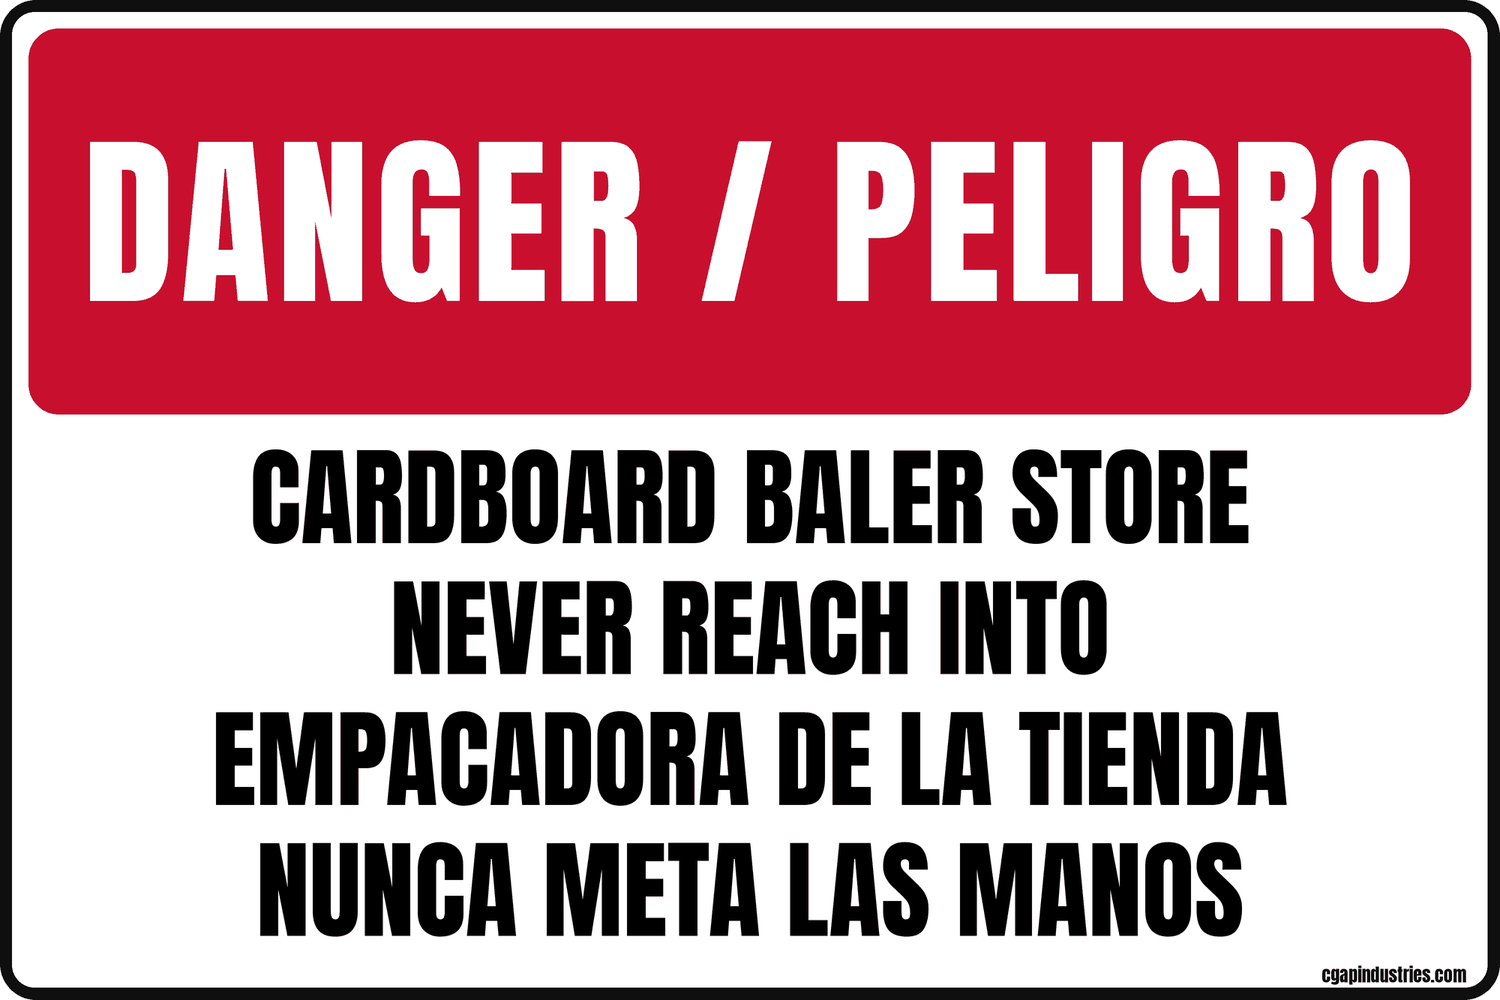 DANGER / PELIGRO
CARDBOARD BALER STORE
NEVER REACH INTO
EMPACADORA DE LA TIENDA
NUNCA META LAS MANOS
cgapindustries.com